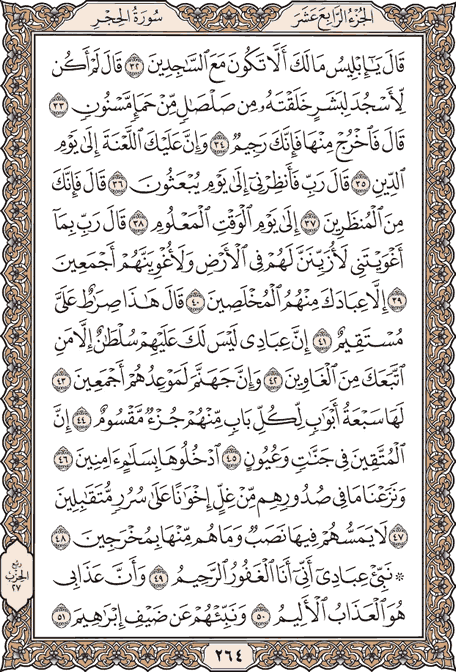 الجزء الرابع عشر
سورة الحجر
قَالَ يَٰٓإِبْلِيسُ مَا لَكَ أَلَّا تَكُونَ مَعَ ٱلسَّٰجِدِينَ ٣٢ قَالَ لَمْ أَكُن
لِّأَسْجُدَ لِبَشَرٍ خَلَقْتَهُۥ مِن صَلْصَٰلٍ مِّنْ حَمَإٍ مَّسْنُونٍ ٣٣
قَالَ فَٱخْرُجْ مِنْهَا فَإِنَّكَ رَجِيمٌ ٣٤ وَإِنَّ عَلَيْكَ ٱللَّعْنَةَ إِلَىٰ يَوْمِ
ٱلدِّينِ ٣٥ قَالَ رَبِّ فَأَنظِرْنِىٓ إِلَىٰ يَوْمِ يُبْعَثُونَ ٣٦ قَالَ فَإِنَّكَ
مِنَ ٱلْمُنظَرِينَ ٣٧ إِلَىٰ يَوْمِ ٱلْوَقْتِ ٱلْمَعْلُومِ ٣٨ قَالَ رَبِّ بِمَآ
أَغْوَيْتَنِى لَأُزَيِّنَنَّ لَهُمْ فِى ٱلْأَرْضِ وَلَأُغْوِيَنَّهُمْ أَجْمَعِينَ
٣٩ إِلَّا عِبَادَكَ مِنْهُمُ ٱلْمُخْلَصِينَ ٤٠ قَالَ هَٰذَا صِرَٰطٌ عَلَىَّ
مُسْتَقِيمٌ ٤١ إِنَّ عِبَادِى لَيْسَ لَكَ عَلَيْهِمْ سُلْطَٰنٌ إِلَّا مَنِ
ٱتَّبَعَكَ مِنَ ٱلْغَاوِينَ ٤٢ وَإِنَّ جَهَنَّمَ لَمَوْعِدُهُمْ أَجْمَعِينَ ٤٣
لَهَا سَبْعَةُ أَبْوَٰبٍ لِّكُلِّ بَابٍ مِّنْهُمْ جُزْءٌ مَّقْسُومٌ ٤٤ إِنَّ
ٱلْمُتَّقِينَ فِى جَنَّٰتٍ وَعُيُونٍ ٤٥ ٱدْخُلُوهَا بِسَلَٰمٍ ءَامِنِينَ ٤٦
وَنَزَعْنَا مَا فِى صُدُورِهِم مِّنْ غِلٍّ إِخْوَٰنًا عَلَىٰ سُرُرٍ مُّتَقَٰبِلِينَ
٤٧ لَا يَمَسُّهُمْ فِيهَا نَصَبٌ وَمَا هُم مِّنْهَا بِمُخْرَجِينَ ٤٨
۞ نَبِّئْ عِبَادِىٓ أَنِّىٓ أَنَا ٱلْغَفُورُ ٱلرَّحِيمُ ٤٩ وَأَنَّ عَذَابِى
هُوَ ٱلْعَذَابُ ٱلْأَلِيمُ ٥٠ وَنَبِّئْهُمْ عَن ضَيْفِ إِبْرَٰهِيمَ ٥١
ربع
الحزب
٢٧
٢٦٤